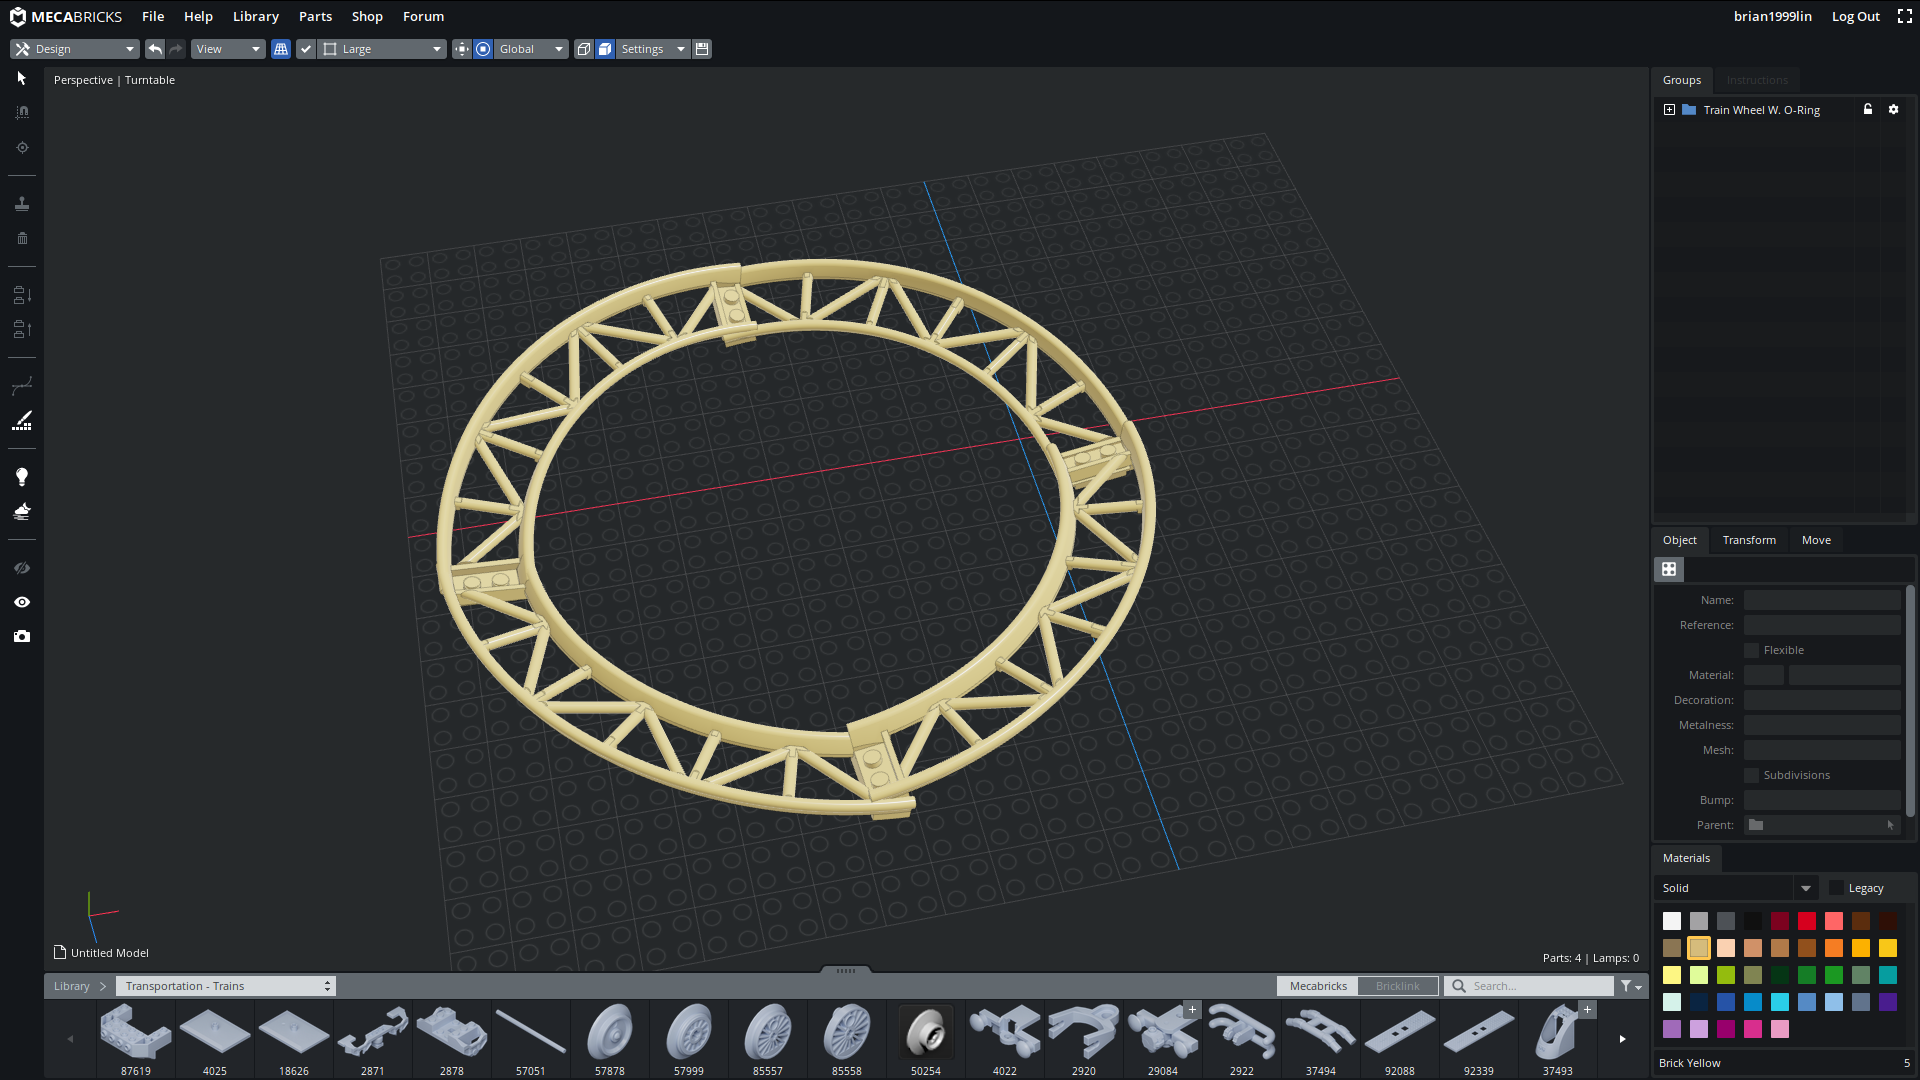 MECABRICKS File Help Library Parts Shop Forum brian1999lin Log Out
Design View Large Global Settings
Perspective | Turntable
Groups Instructions
Train Wheel W. O-Ring
Object Transform Move
Name:
Reference:
Flexible
Material:
Decoration:
Metalness:
Mesh:
Subdivisions
Bump:
Parent:
Materials
Solid Legacy
Untitled Model Parts: 4 | Lamps: 0
Library Transportation - Trains Mecabricks Bricklink Search...
87619 4025 18626 2871 2878 57051 57878 57999 85557 85558 50254 4022 2920 29084 2922 37494 92088 92339 37493
Brick Yellow 5